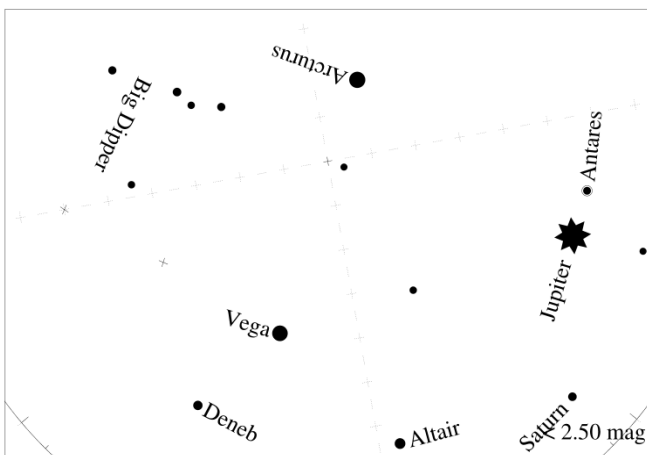 Arcturus
Big Dipper
Antares
Jupiter
Vega
Deneb
Altair
Saturn
< 2.50 mag